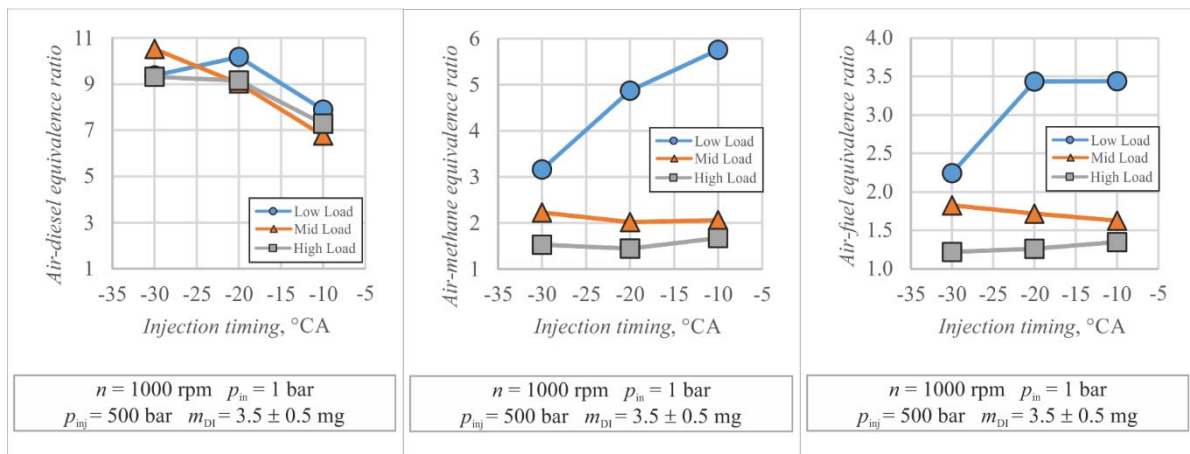 Air-diesel equivalence ratio
11
9
7
5
3
1
-35 -30 -20 -10 -5
Injection timing, °CA
Low Load
Mid Load
High Load
n = 1000 rpm p_in = 1 bar
p_inj = 500 bar m_DI = 3.5 ± 0.5 mg
Air-methane equivalence ratio
6
5
4
3
2
1
-35 -30 -20 -10 -5
Injection timing, °CA
Low Load
Mid Load
High Load
n = 1000 rpm p_in = 1 bar
p_inj = 500 bar m_DI = 3.5 ± 0.5 mg
Air-fuel equivalence ratio
4.0
3.5
3.0
2.5
2.0
1.5
1.0
-35 -30 -20 -10 -5
Injection timing, °CA
Low Load
Mid Load
High Load
n = 1000 rpm p_in = 1 bar
p_inj = 500 bar m_DI = 3.5 ± 0.5 mg